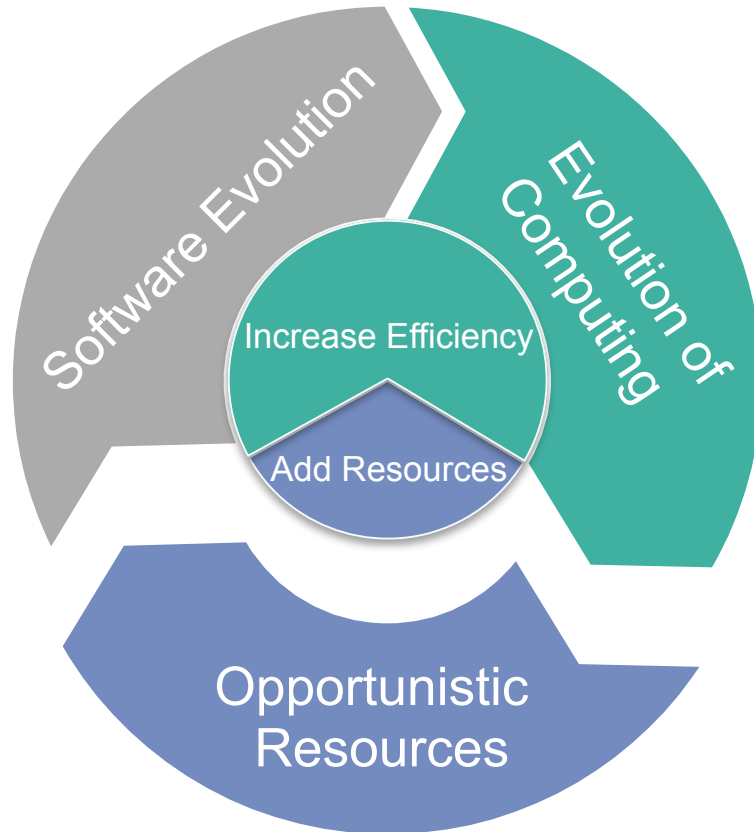 Software Evolution
Evolution of
Computing
Increase Efficiency
Add Resources
Opportunistic
Resources